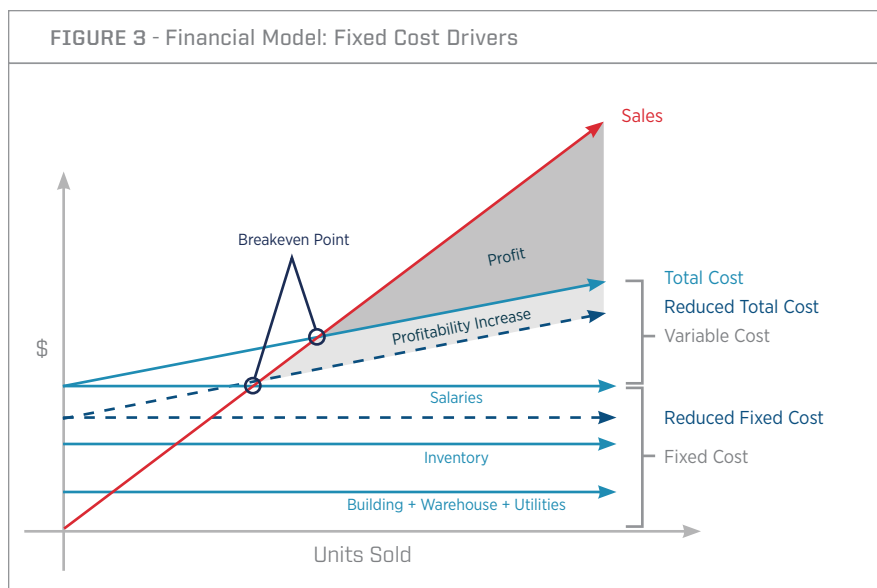 FIGURE 3 - Financial Model: Fixed Cost Drivers
Sales
Breakeven Point
Profit
Total Cost
Reduced Total Cost
Profitability Increase
Variable Cost
$
Salaries
Reduced Fixed Cost
Inventory
Fixed Cost
Building + Warehouse + Utilities
Units Sold